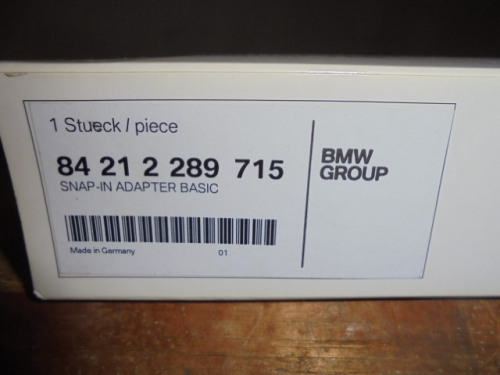 1 Stueck / piece
84 21 2 289 715
SNAP-IN ADAPTER BASIC
Made in Germany
01
BMW
GROUP